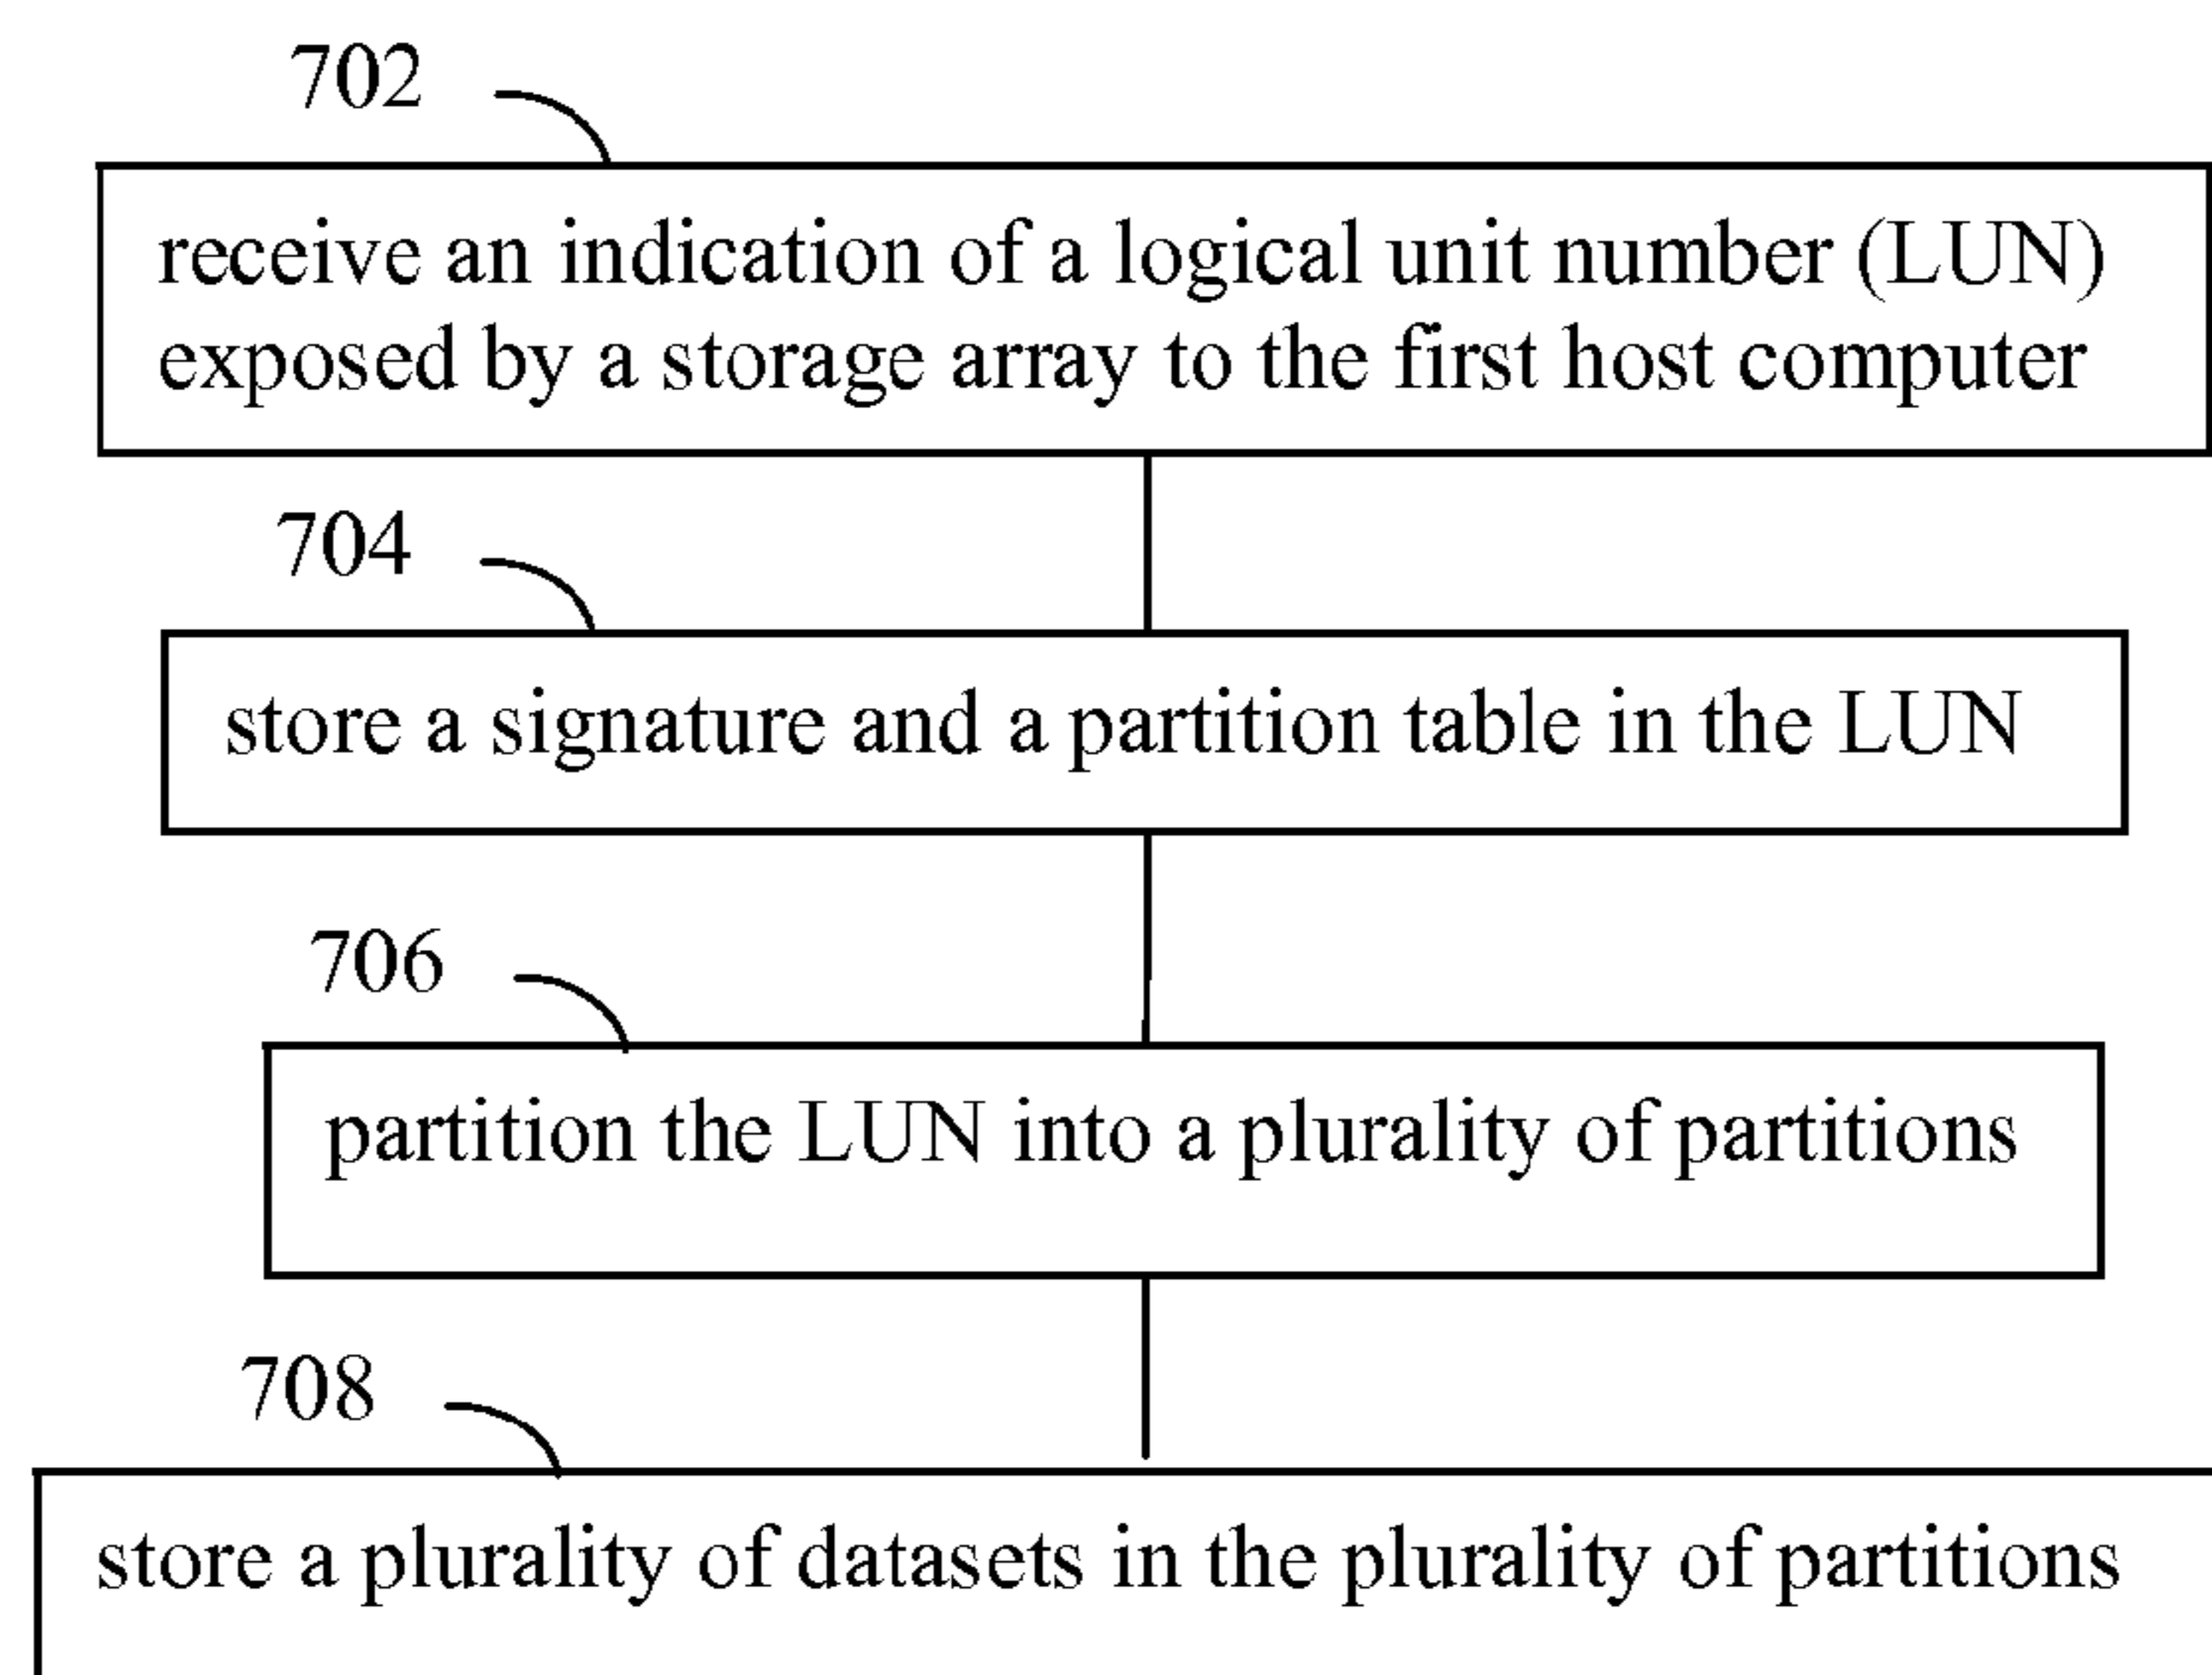 702
receive an indication of a logical unit number (LUN)
exposed by a storage array to the first host computer
704
store a signature and a partition table in the LUN
706
partition the LUN into a plurality of partitions
708
store a plurality of datasets in the plurality of partitions